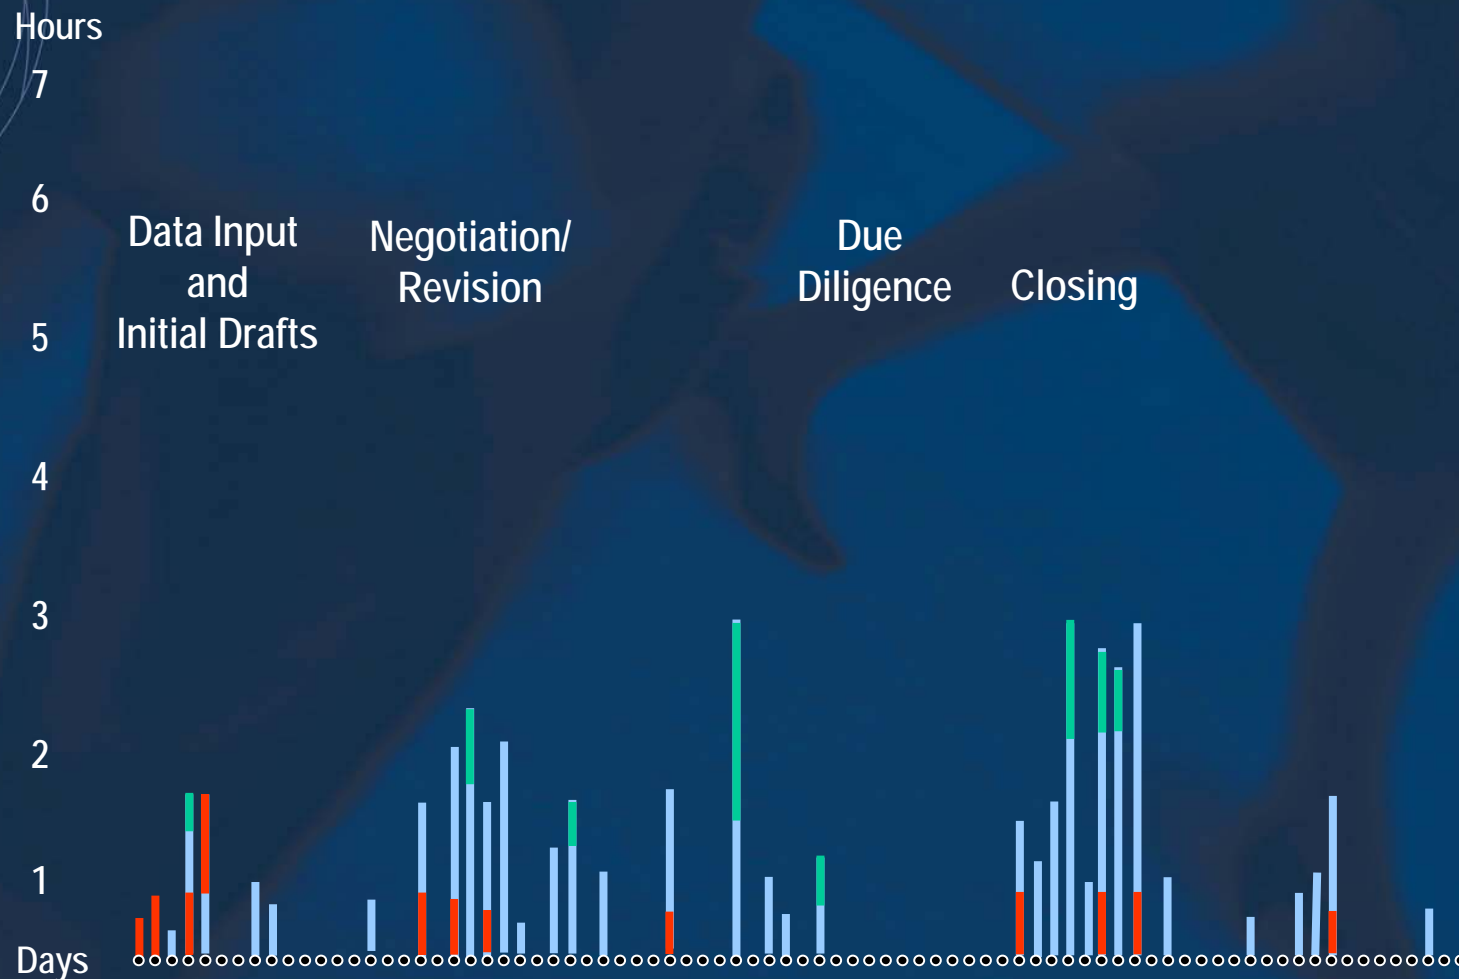 Hours
7
6
Data Input
and
Initial Drafts
Negotiation/
Revision
Due
Diligence
Closing
5
4
3
2
1
Days